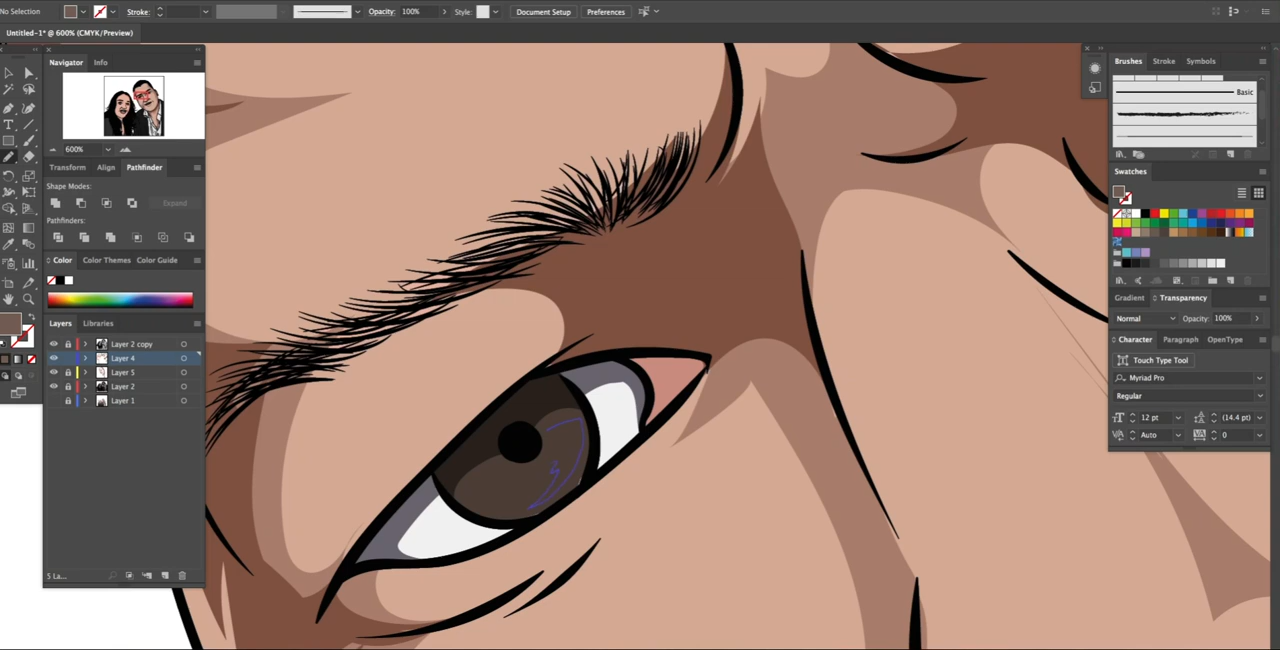 No Selection Stroke: Opacity: 100% Style: Document Setup Preferences
Untitled-1* @ 600% (CMYK/Preview)
Navigator Info
600%
Transform Align Pathfinder
Shape Modes:
Expand
Pathfinders:
Color Color Themes Color Guide
Layers Libraries
Layer 2 copy
Layer 4
Layer 5
Layer 2
Layer 1
5 La...
Brushes Stroke Symbols
Basic
Swatches
Gradient Transparency
Normal Opacity: 100%
Character Paragraph OpenType
Touch Type Tool
Myriad Pro
Regular
12 pt (14.4 pt)
Auto 0